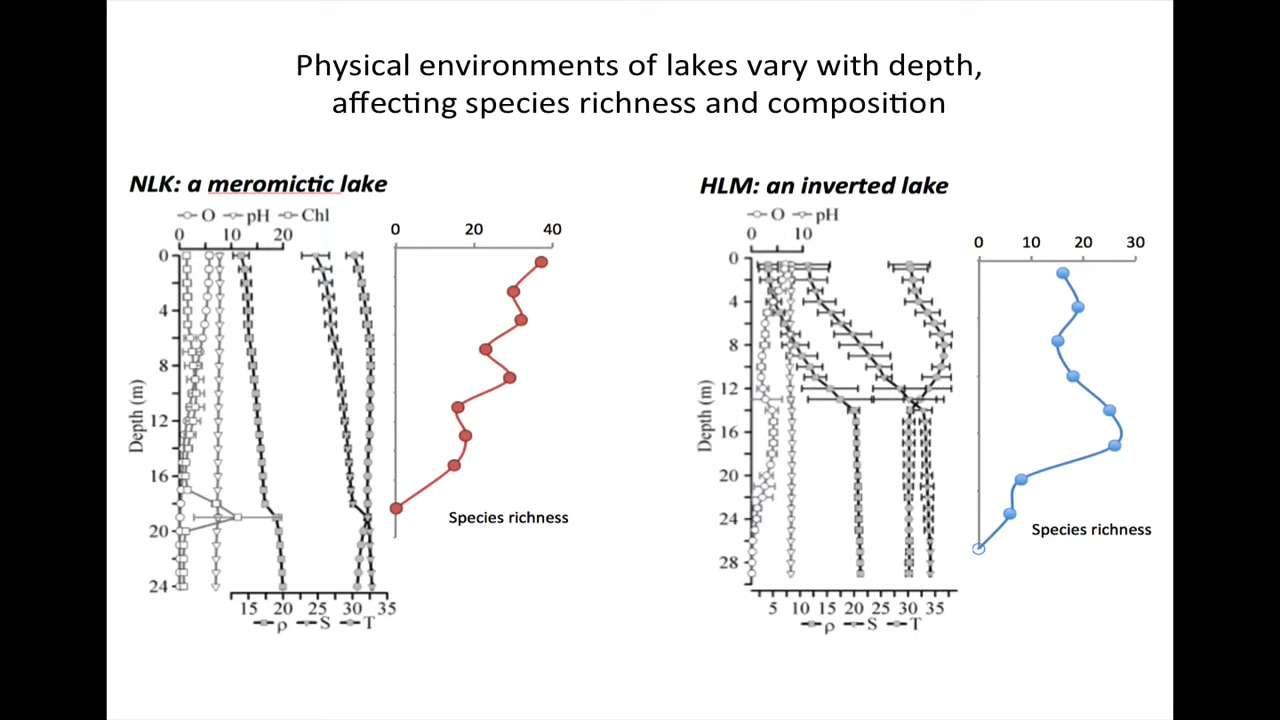 Physical environments of lakes vary with depth,
affecting species richness and composition
NLK: a meromictic lake
O pH Chl
0 10 20
0
4
8
12
16
20
24
Depth (m)
15 20 25 30 35
ρ S T
0 20 40
Species richness
HLM: an inverted lake
O pH
0 10
0
4
8
12
16
20
24
28
Depth (m)
5 10 15 20 25 30 35
ρ S T
0 10 20 30
Species richness